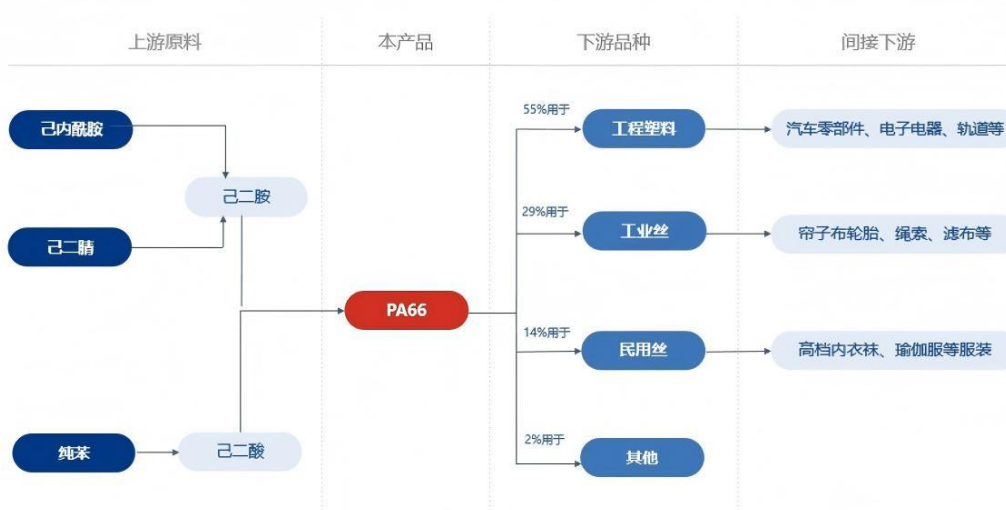 上游原料
本产品
下游品种
间接下游
己内酰胺
己二胺
己二腈
纯苯
己二酸
PA66
55%用于
工程塑料
汽车零部件、电子电器、轨道等
29%用于
工业丝
帘子布轮胎、绳索、滤布等
14%用于
民用丝
高档内衣袜、瑜伽服等服装
2%用于
其他